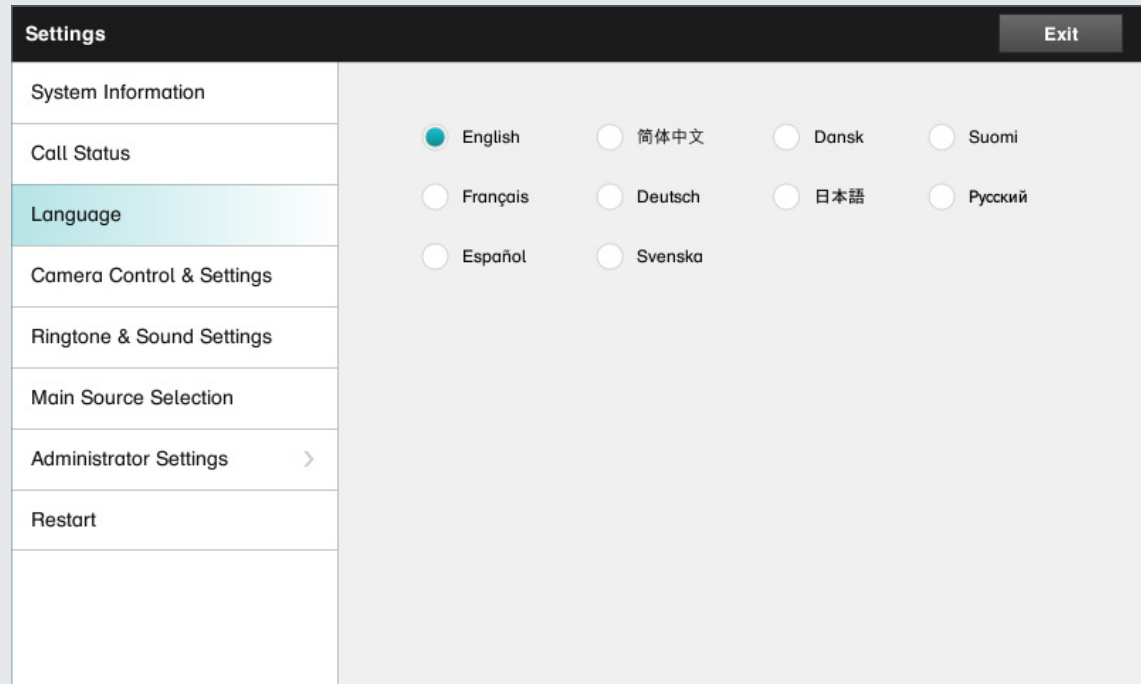 Settings
Exit
System Information
Call Status
Language
Camera Control & Settings
Ringtone & Sound Settings
Main Source Selection
Administrator Settings
Restart
English 简体中文 Dansk Suomi
Français Deutsch 日本語 Русский
Español Svenska